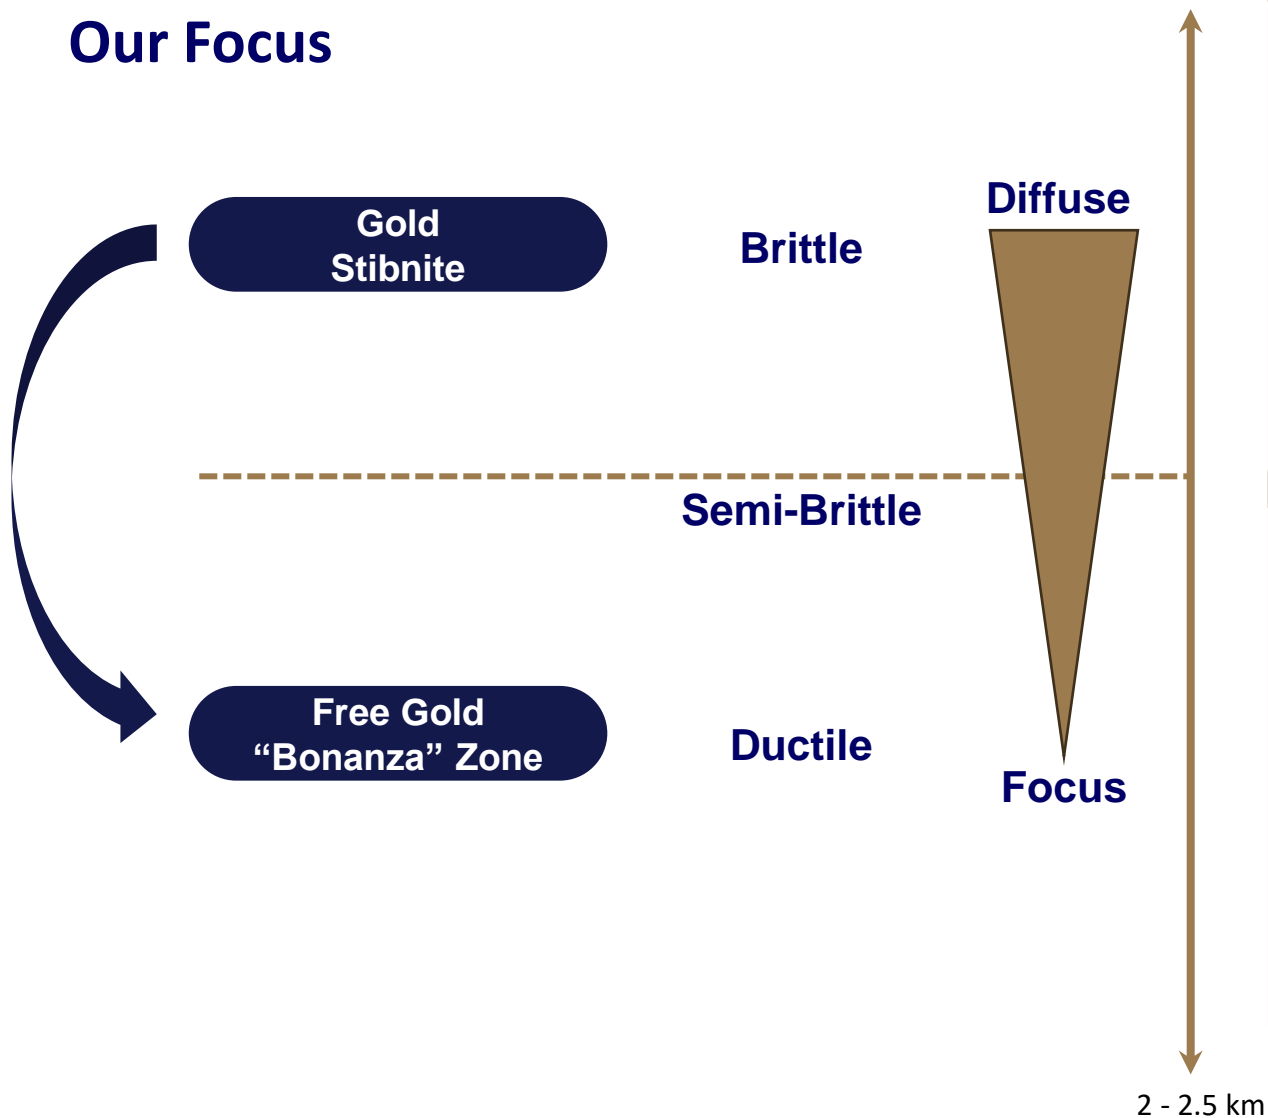 Our Focus
Diffuse
Gold
Stibnite
Brittle
Semi-Brittle
Free Gold
“Bonanza” Zone
Ductile
Focus
2 - 2.5 km